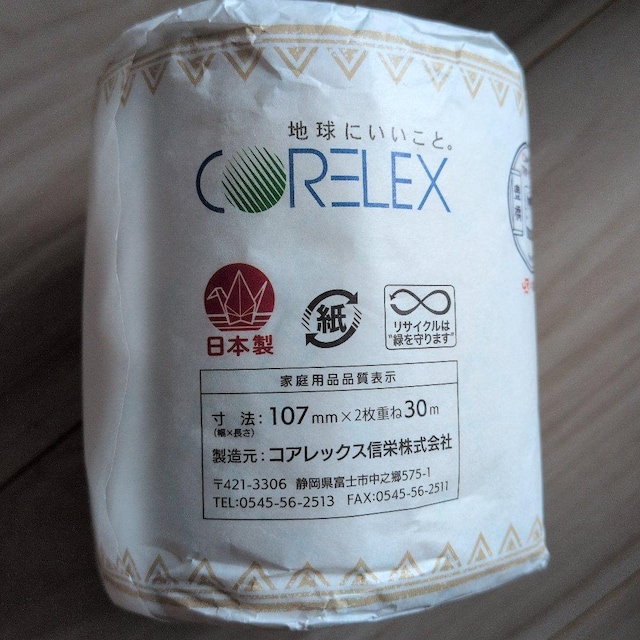 地球にいいこと。
CORELEX
日本製
紙
リサイクルは
"緑を守ります"
家庭用品品質表示
寸 法：107mm×2枚重ね30m
(幅×長さ)
製造元：コアレックス信栄株式会社
〒421-3306 静岡県富士市中之郷575-1
TEL:0545-56-2513 FAX:0545-56-2511